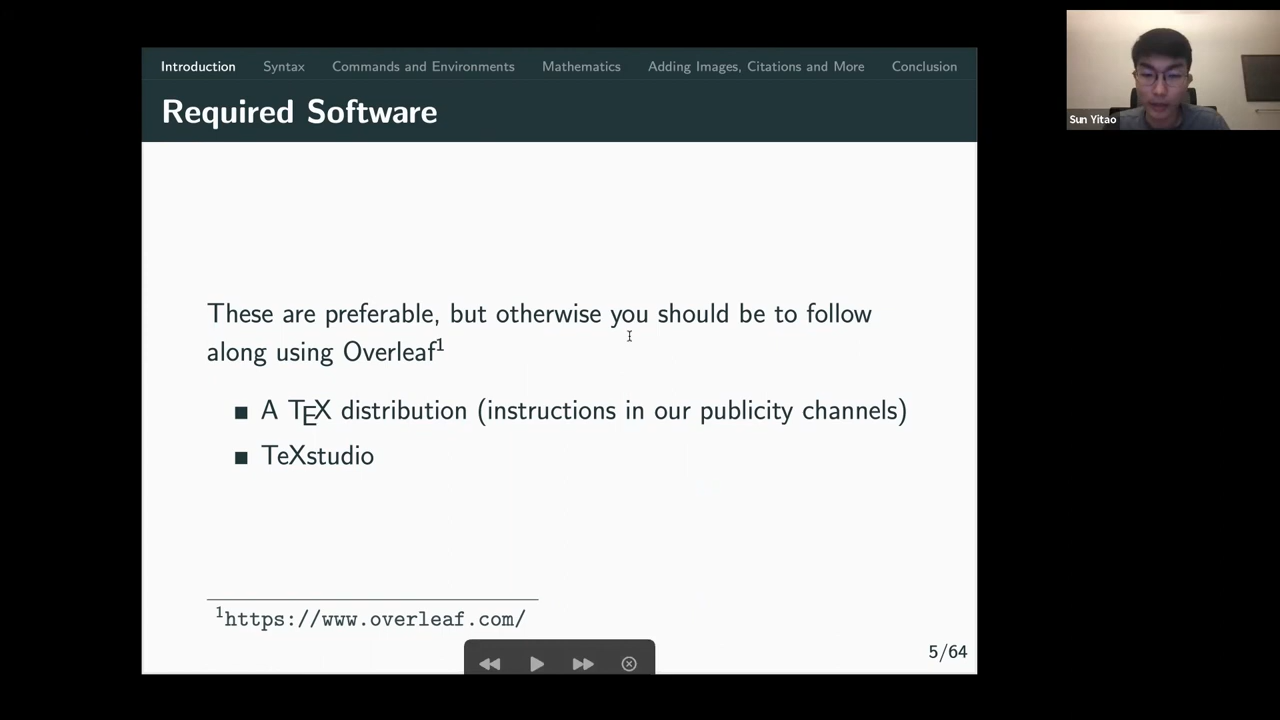 Introduction Syntax Commands and Environments Mathematics Adding Images, Citations and More Conclusion
Required Software
Sun Yitao
These are preferable, but otherwise you should be to follow
along using Overleaf1
A TEX distribution (instructions in our publicity channels)
TeXstudio
1https://www.overleaf.com/
5/64